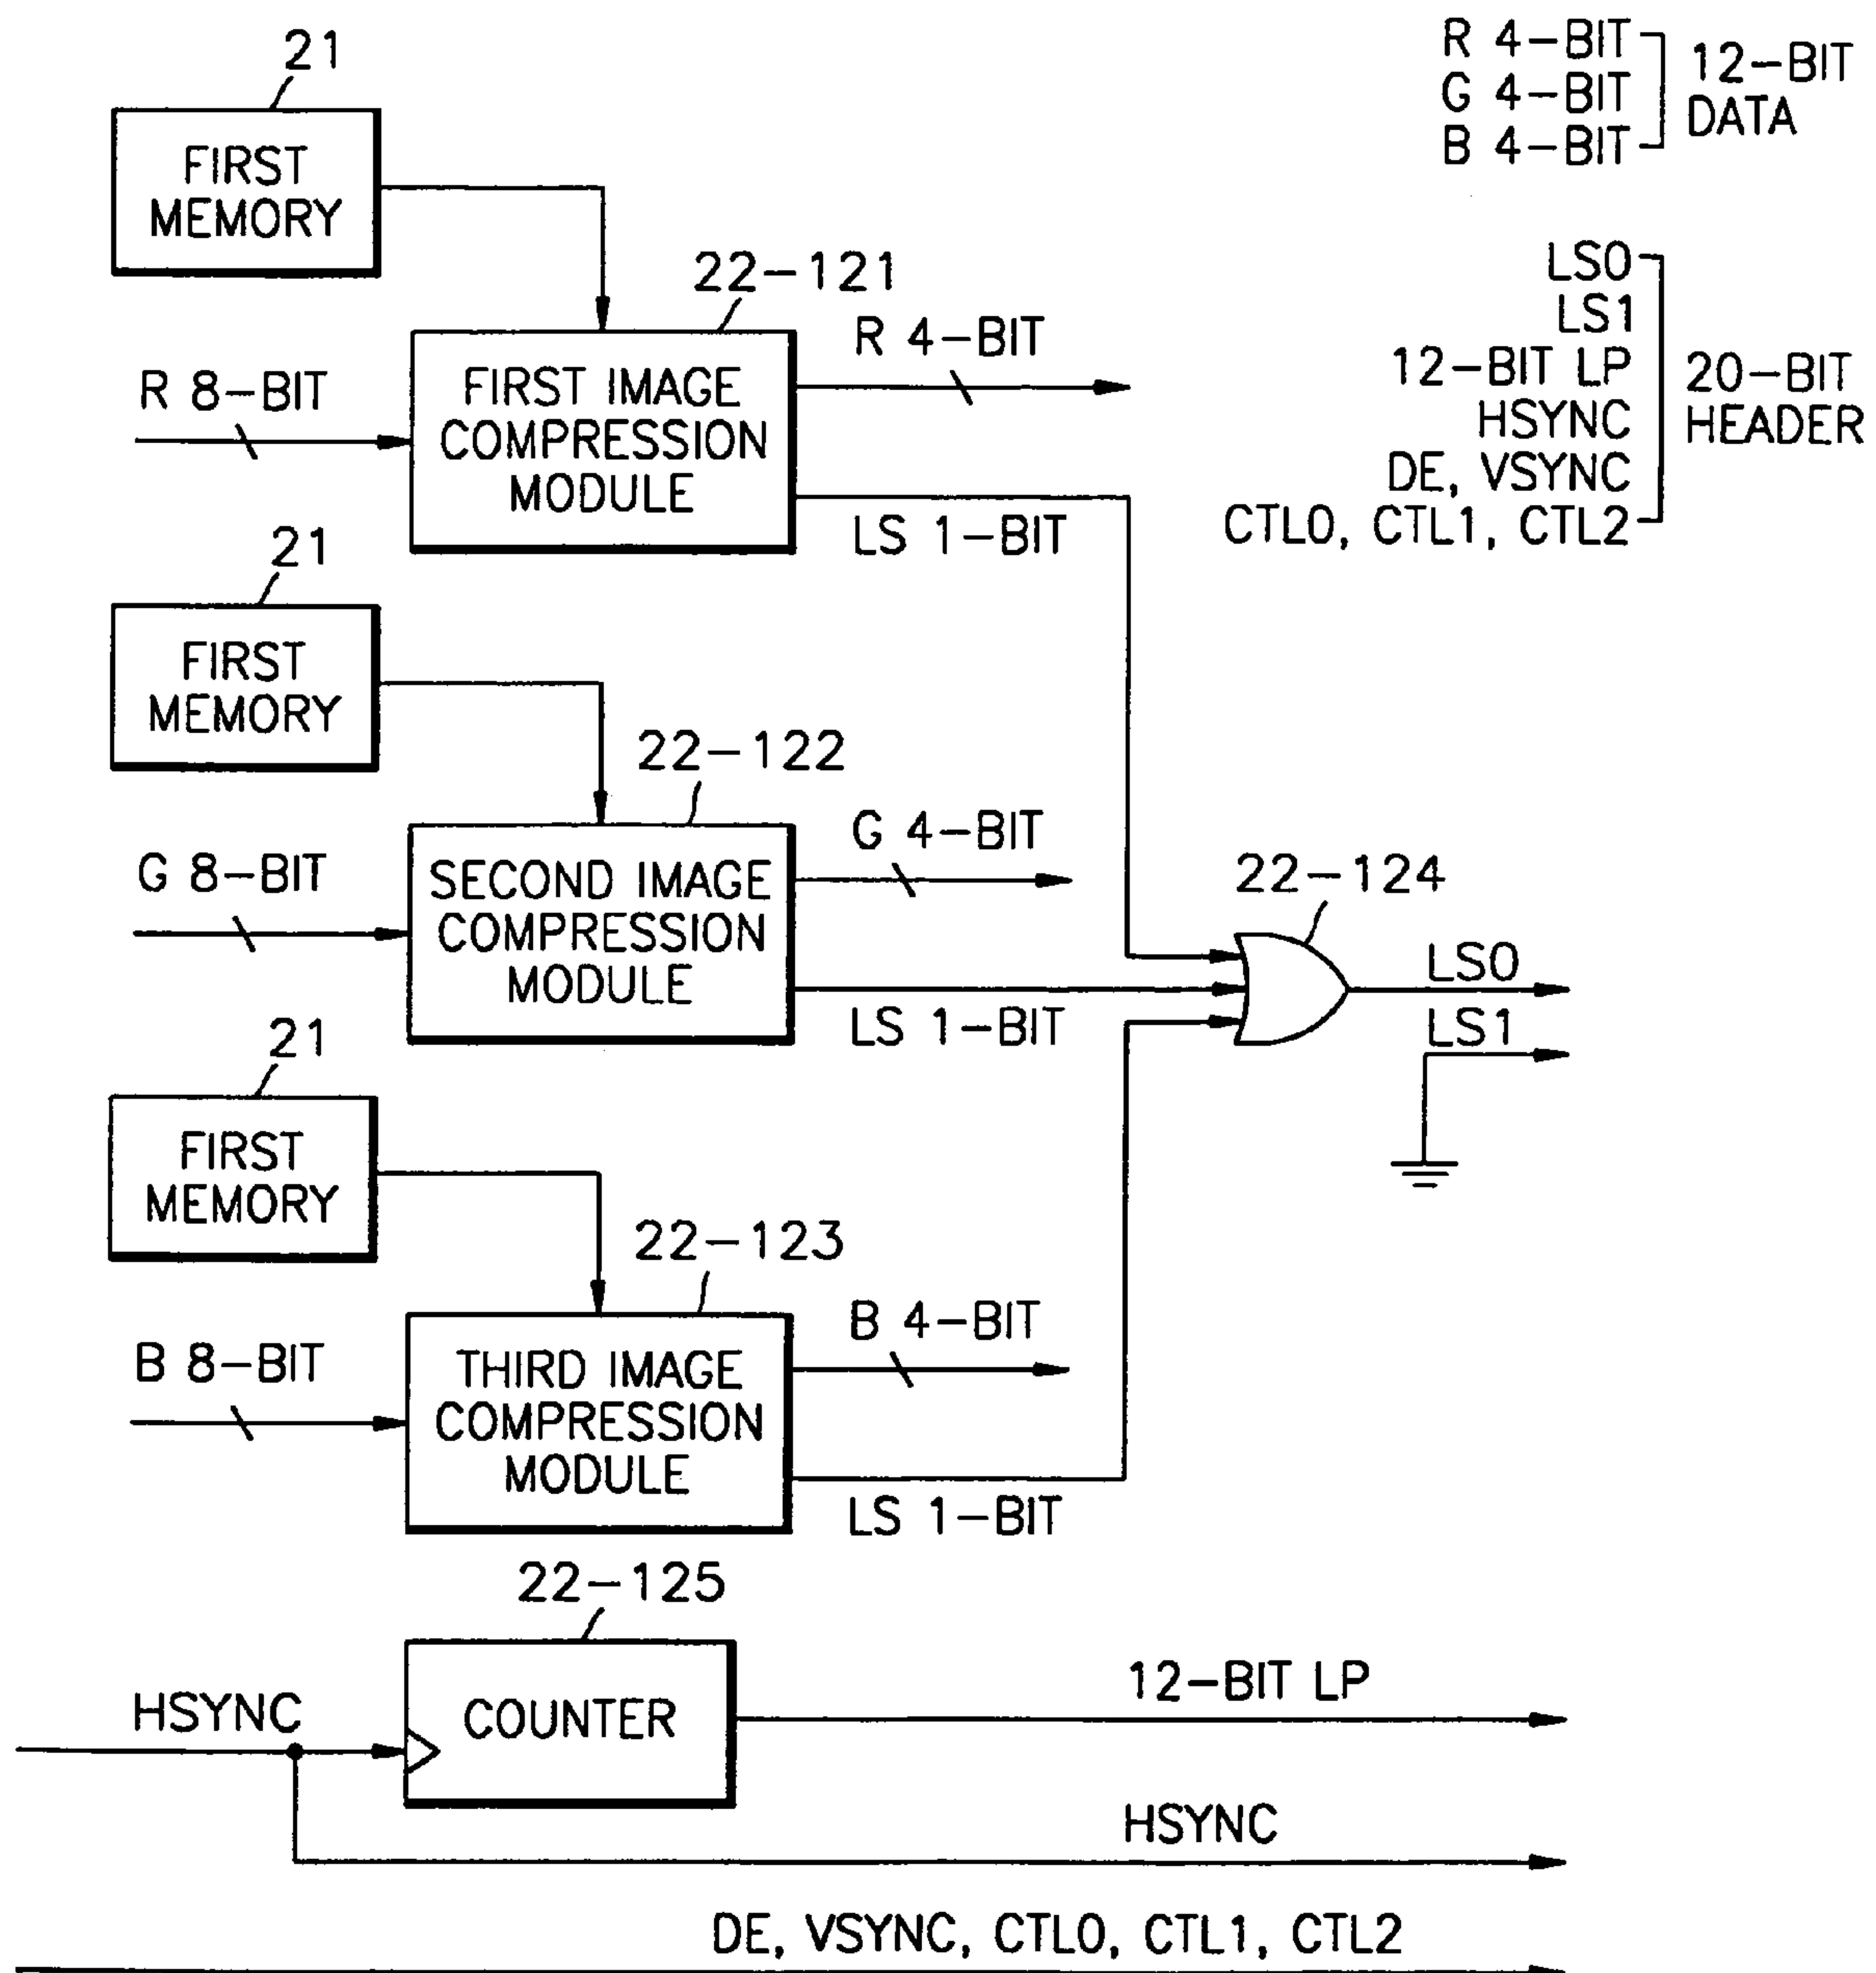 R 4-BIT
G 4-BIT
B 4-BIT
12-BIT
DATA
21
FIRST
MEMORY
LS0
LS1
12-BIT LP
HSYNC
DE, VSYNC
CTL0, CTL1, CTL2
20-BIT
HEADER
22-121
R 8-BIT
FIRST IMAGE
COMPRESSION
MODULE
R 4-BIT
LS 1-BIT
21
FIRST
MEMORY
22-122
G 8-BIT
SECOND IMAGE
COMPRESSION
MODULE
G 4-BIT
LS 1-BIT
22-124
LS0
LS1
21
FIRST
MEMORY
22-123
B 8-BIT
THIRD IMAGE
COMPRESSION
MODULE
B 4-BIT
LS 1-BIT
22-125
HSYNC
COUNTER
12-BIT LP
HSYNC
DE, VSYNC, CTL0, CTL1, CTL2